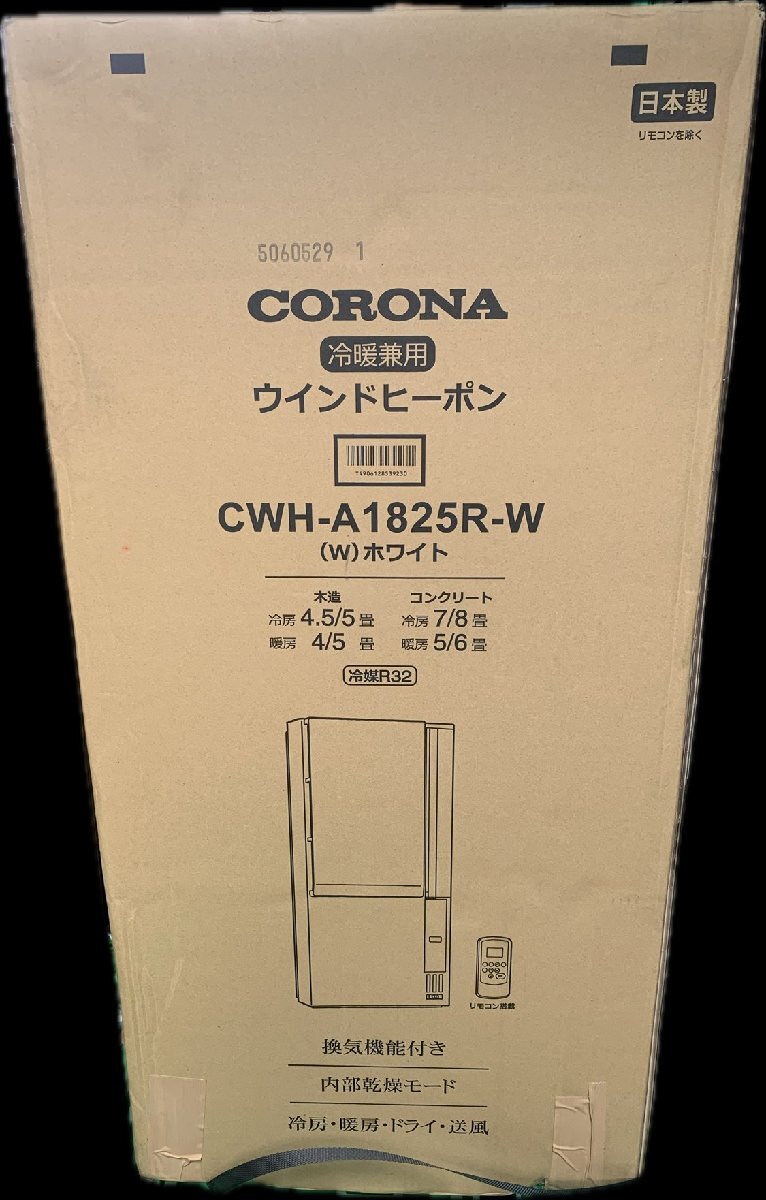 日本製
リモコンを除く
5060529 1
CORONA
冷暖兼用
ウインドヒーポン
CWH-A1825R-W
(W)ホワイト
木造 コンクリート
冷房 4.5/5 畳 冷房 7/8 畳
暖房 4/5 畳 暖房 5/6 畳
冷媒R32
リモコン搭載
換気機能付き
内部乾燥モード
冷房・暖房・ドライ・送風